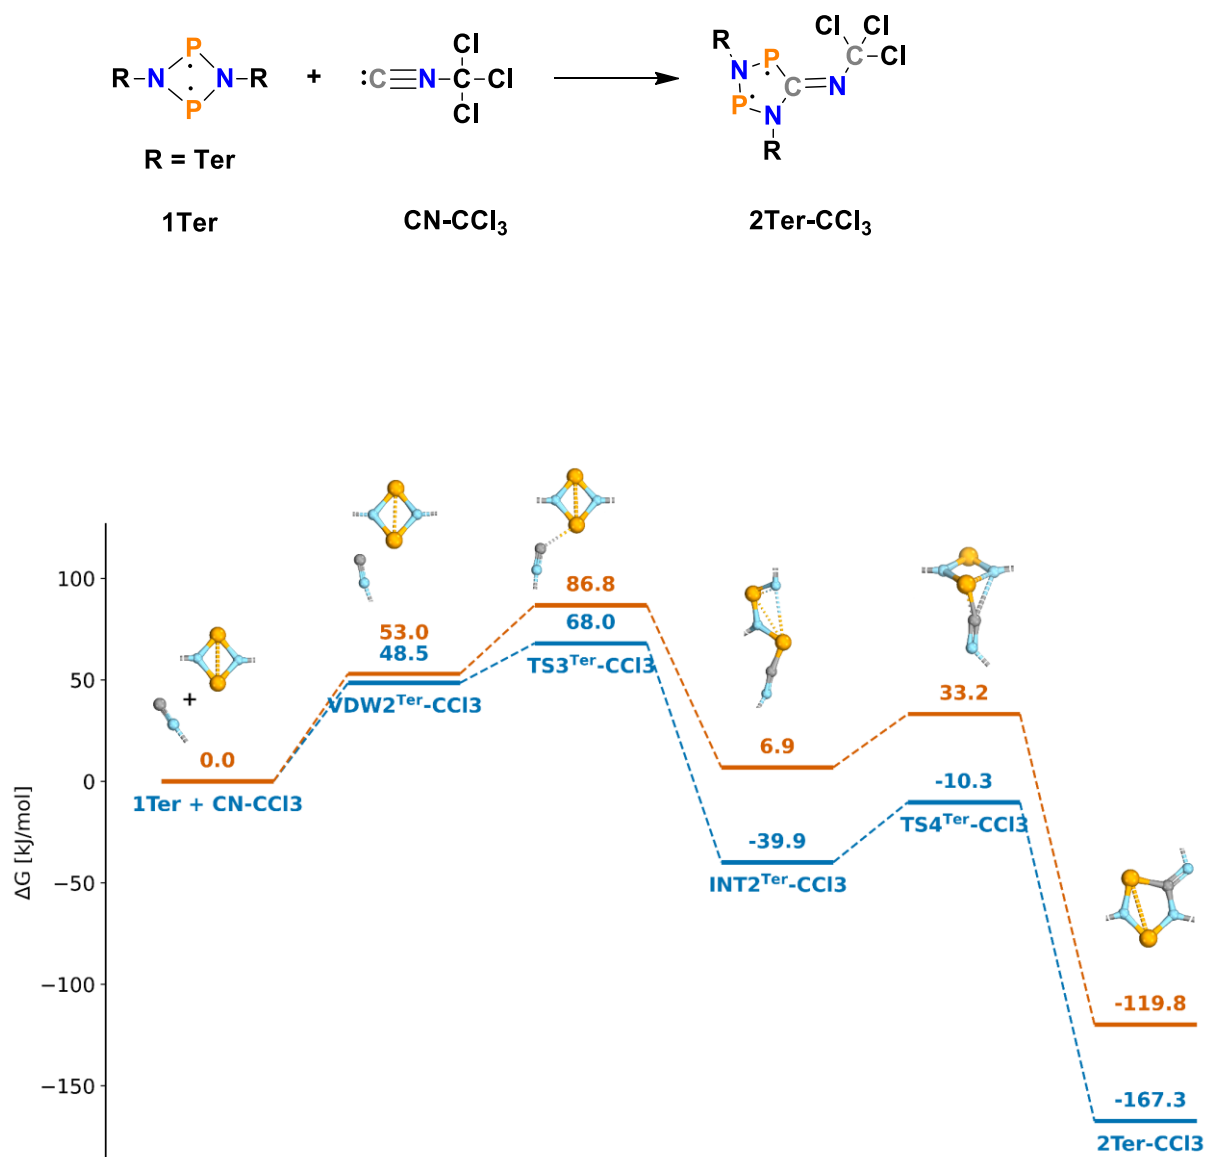 P
R N N R
P
+
:C N C Cl
Cl
Cl
R
P
N
P
N
R
C N
C
Cl Cl
Cl
R = Ter
1Ter
CN-CCl₃
2Ter-CCl₃
ΔG [kJ/mol]
100
50
0
−50
−100
−150
+
0.0
1Ter + CN-CCl3
53.0
48.5
VDW2ᵀᵉʳ-CCl3
86.8
68.0
TS3ᵀᵉʳ-CCl3
6.9
-39.9
INT2ᵀᵉʳ-CCl3
33.2
-10.3
TS4ᵀᵉʳ-CCl3
-119.8
-167.3
2Ter-CCl3